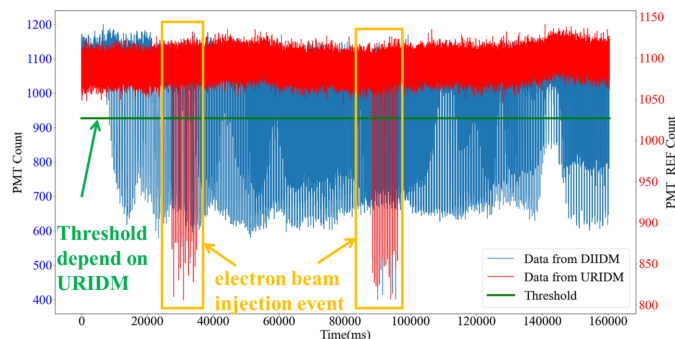 1200
1100
1000
900
800
700
600
500
400
PMT Count
1150
1100
1050
1000
950
900
850
800
PMT_REF Count
0
20000
40000
60000
80000
100000
120000
140000
160000
Time(ms)
Threshold
depend on
URIDM
electron beam
injection event
Data from DIIDM
Data from URIDM
Threshold